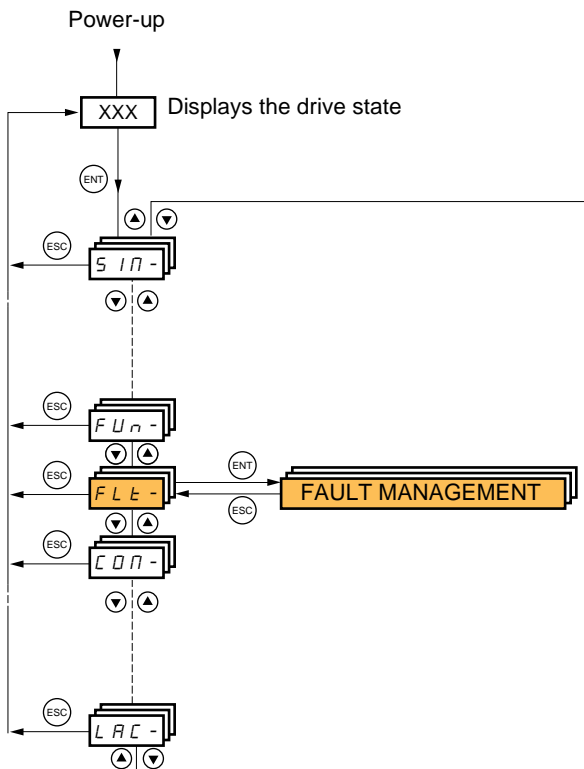 Power-up
XXX Displays the drive state
ENT
ESC
SIM-
ESC
FUn-
ESC
FLt-
ENT
ESC
FAULT MANAGEMENT
ESC
COM-
ESC
LAC-